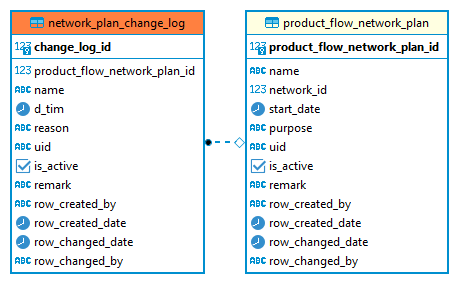 network_plan_change_log
123 change_log_id
123 product_flow_network_plan_id
ABC name
d_tim
ABC reason
ABC uid
is_active
ABC remark
ABC row_created_by
row_created_date
row_changed_date
ABC row_changed_by
product_flow_network_plan
123 product_flow_network_plan_id
ABC name
123 network_id
start_date
ABC purpose
ABC uid
is_active
ABC remark
ABC row_created_by
row_created_date
row_changed_date
ABC row_changed_by